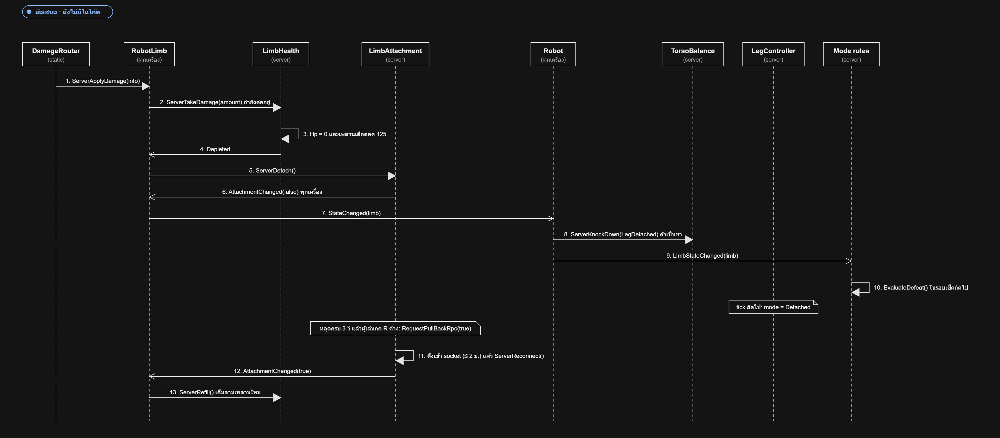 ข้อเสนอ · ยังไม่มีในโค้ด
DamageRouter
(static)
RobotLimb
(ทุกเครื่อง)
LimbHealth
(server)
LimbAttachment
(server)
Robot
(ทุกเครื่อง)
TorsoBalance
(server)
LegController
(server)
Mode rules
(server)
1. ServerApplyDamage(info)
2. ServerTakeDamage(amount) ถ้ายังต่ออยู่
3. Hp = 0 และเพดานเลือดลด 125
4. Depleted
5. ServerDetach()
6. AttachmentChanged(false) ทุกเครื่อง
7. StateChanged(limb)
8. ServerKnockDown(LegDetached) ถ้าเป็นขา
9. LimbStateChanged(limb)
10. EvaluateDefeat() ในรอบเช็คถัดไป
tick ถัดไป: mode = Detached
หลุดครบ 3 วิ แล้วผู้เล่นกด R ค้าง: RequestPullBackRpc(true)
11. ดึงเข้า socket (≤ 2 ม.) แล้ว ServerReconnect()
12. AttachmentChanged(true)
13. ServerRefill() เต็มตามเพดานใหม่